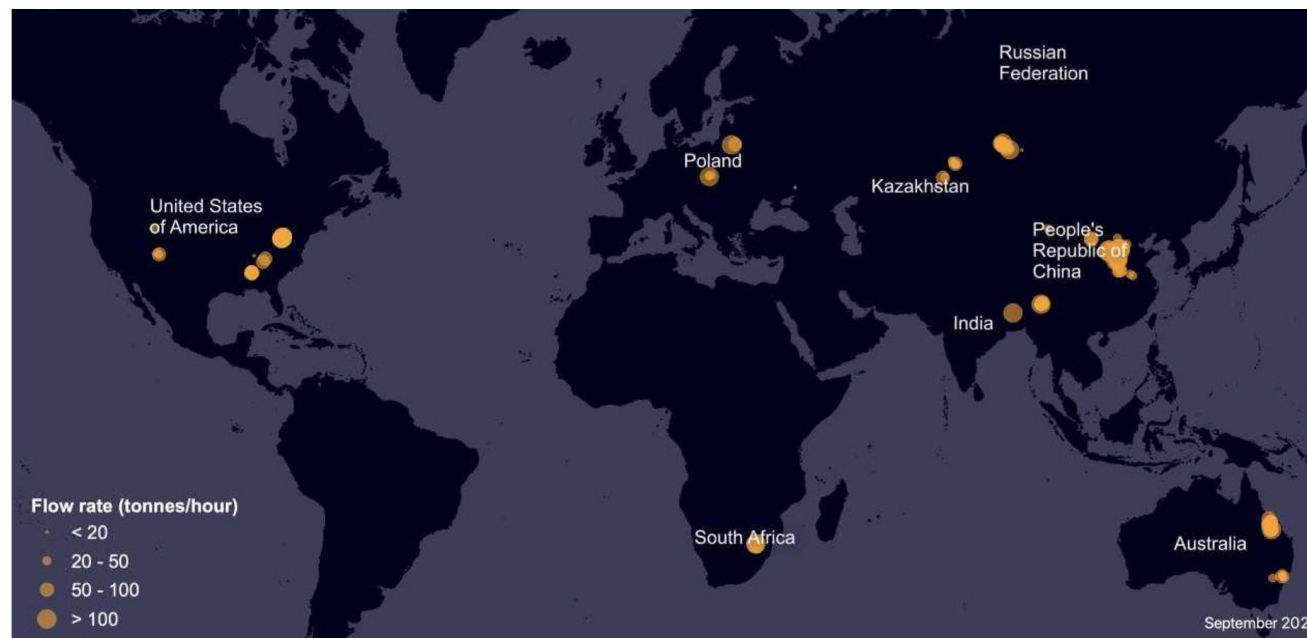 Russian
Federation
Poland
Kazakhstan
United States
of America
People's
Republic of
China
India
South Africa
Australia
Flow rate (tonnes/hour)
< 20
20 - 50
50 - 100
> 100
September